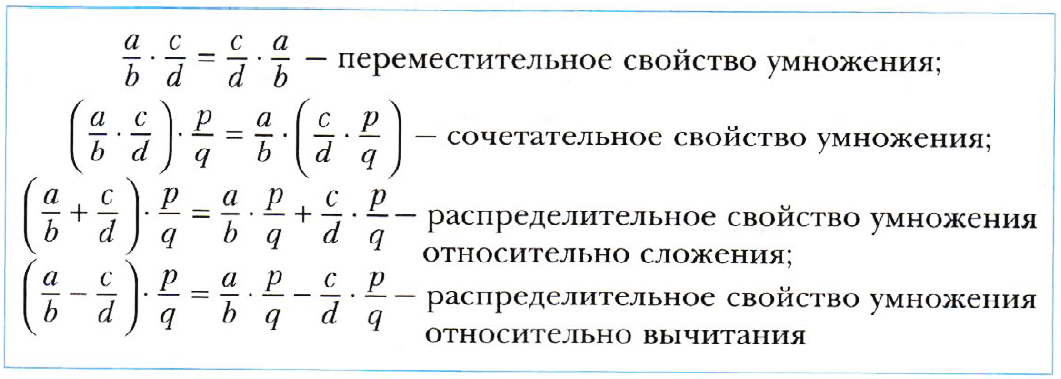 a/b · c/d = c/d · a/b — переместительное свойство умножения;
(a/b · c/d) · p/q = a/b · (c/d · p/q) — сочетательное свойство умножения;
(a/b + c/d) · p/q = a/b · p/q + c/d · p/q — распределительное свойство умножения
относительно сложения;
(a/b − c/d) · p/q = a/b · p/q − c/d · p/q — распределительное свойство умножения
относительно вычитания